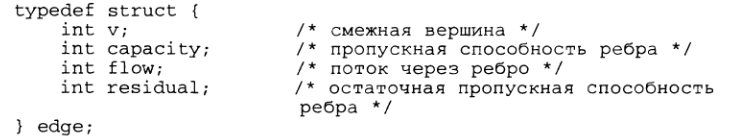 typedef struct {
int v; /* смежная вершина */
int capacity; /* пропускная способность ребра */
int flow; /* поток через ребро */
int residual; /* остаточная пропускная способность
ребра */
} edge;